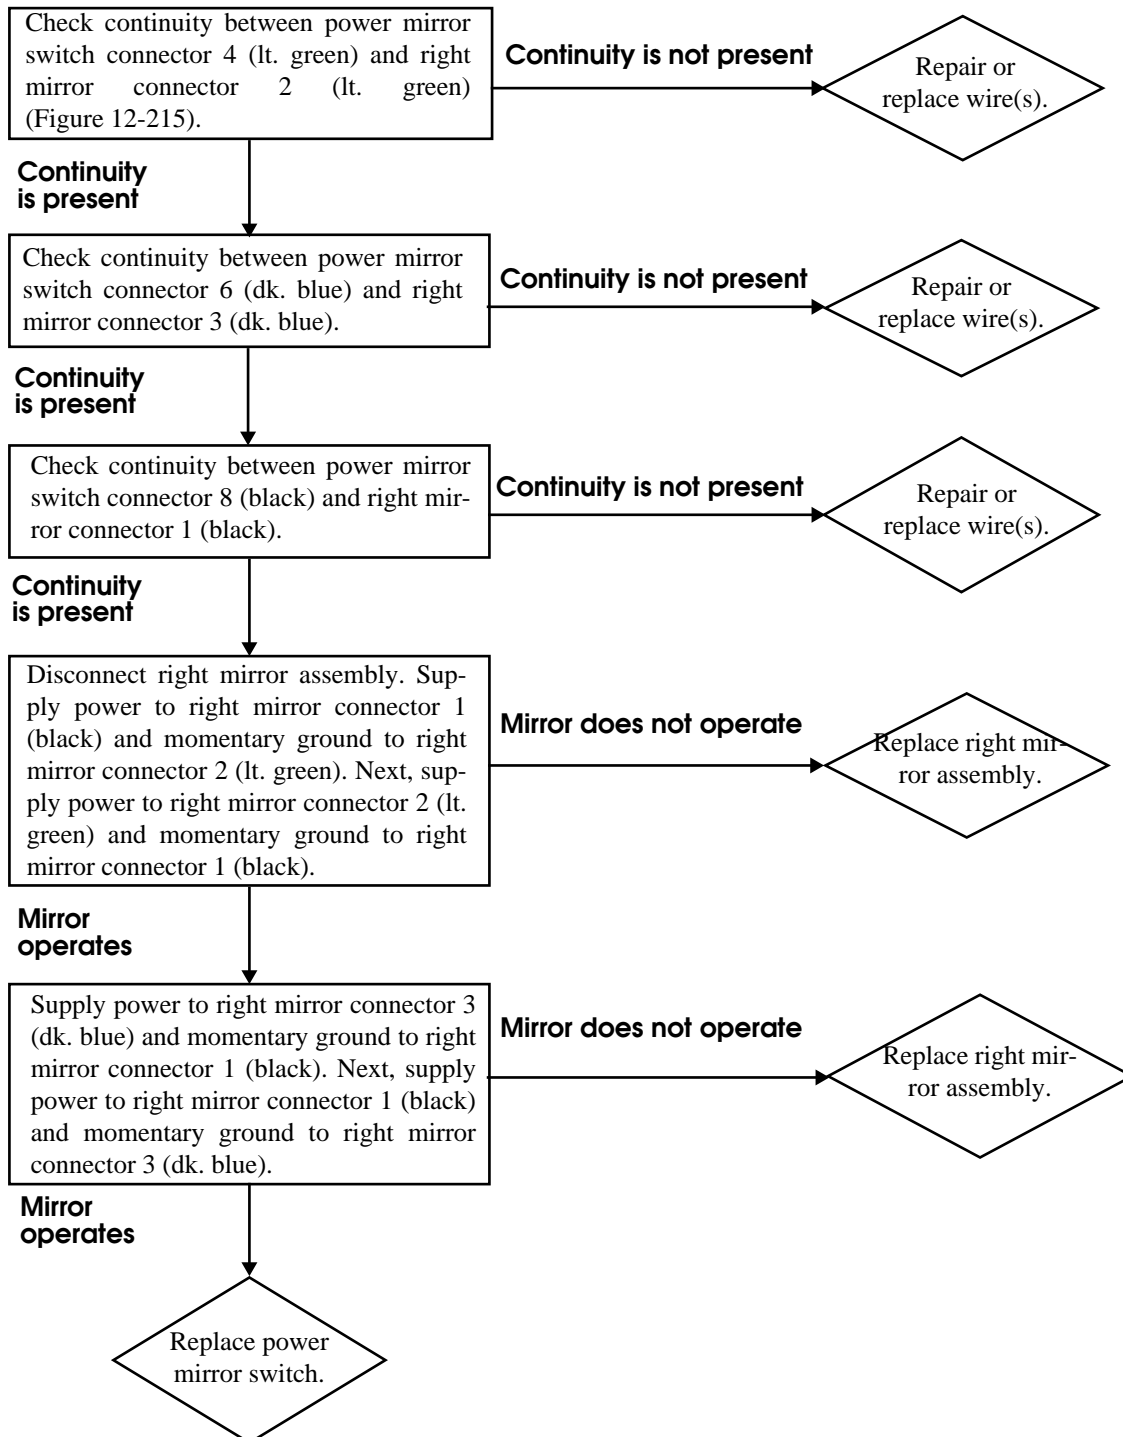 Check continuity between power mirror
switch connector 4 (lt. green) and right
mirror connector 2 (lt. green)
(Figure 12-215).
Continuity is not present
Repair or
replace wire(s).
Continuity
is present
Check continuity between power mirror
switch connector 6 (dk. blue) and right
mirror connector 3 (dk. blue).
Continuity is not present
Repair or
replace wire(s).
Continuity
is present
Check continuity between power mirror
switch connector 8 (black) and right mir-
ror connector 1 (black).
Continuity is not present
Repair or
replace wire(s).
Continuity
is present
Disconnect right mirror assembly. Sup-
ply power to right mirror connector 1
(black) and momentary ground to right
mirror connector 2 (lt. green). Next, sup-
ply power to right mirror connector 2 (lt.
green) and momentary ground to right
mirror connector 1 (black).
Mirror does not operate
Replace right mir-
ror assembly.
Mirror
operates
Supply power to right mirror connector 3
(dk. blue) and momentary ground to right
mirror connector 1 (black). Next, supply
power to right mirror connector 1 (black)
and momentary ground to right mirror
connector 3 (dk. blue).
Mirror does not operate
Replace right mir-
ror assembly.
Mirror
operates
Replace power
mirror switch.